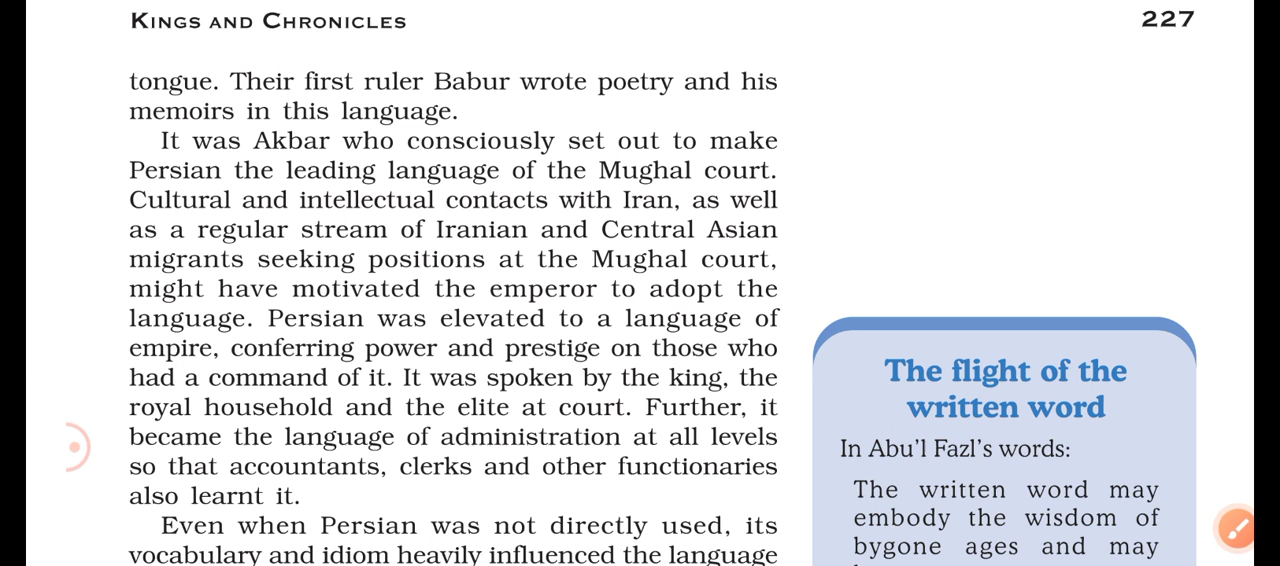 KINGS AND CHRONICLES
227
tongue. Their first ruler Babur wrote poetry and his
memoirs in this language.
It was Akbar who consciously set out to make
Persian the leading language of the Mughal court.
Cultural and intellectual contacts with Iran, as well
as a regular stream of Iranian and Central Asian
migrants seeking positions at the Mughal court,
might have motivated the emperor to adopt the
language. Persian was elevated to a language of
empire, conferring power and prestige on those who
had a command of it. It was spoken by the king, the
royal household and the elite at court. Further, it
became the language of administration at all levels
so that accountants, clerks and other functionaries
also learnt it.
Even when Persian was not directly used, its
vocabulary and idiom heavily influenced the language
The flight of the
written word
In Abu'l Fazl's words:
The written word may
embody the wisdom of
bygone ages and may